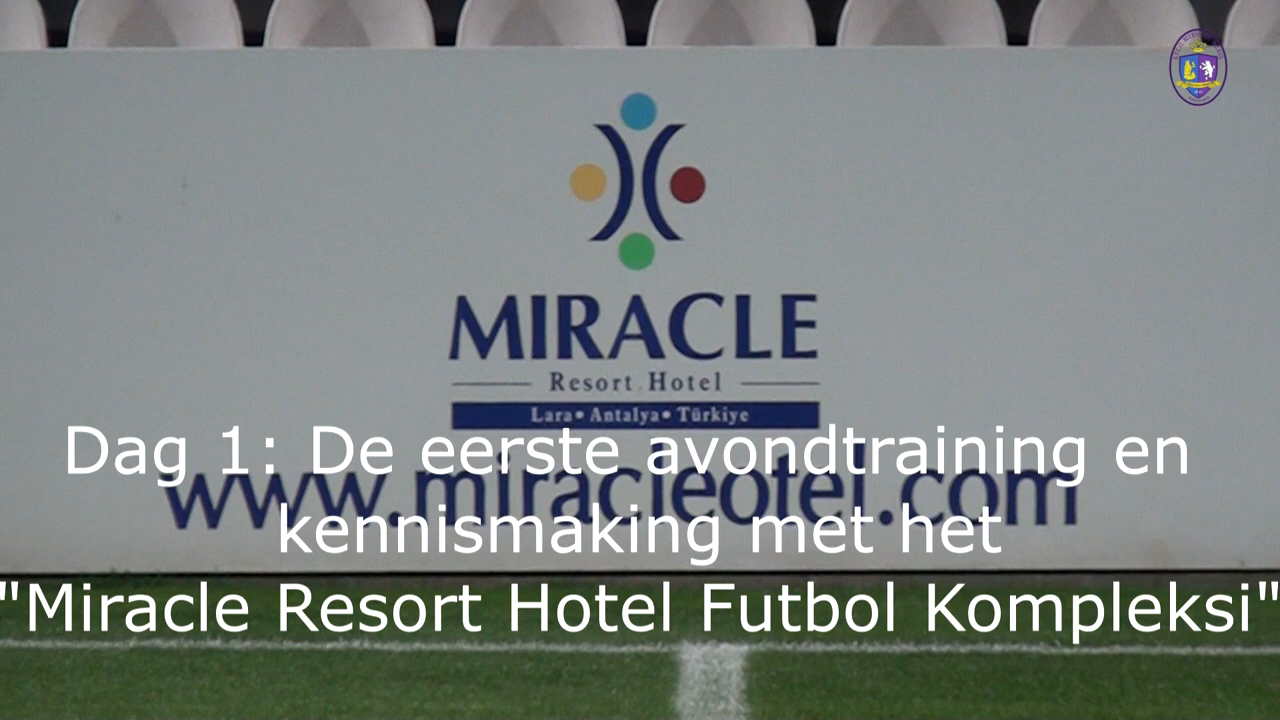 MIRACLE
Resort Hotel
Lara • Antalya • Türkiye
www.miracleotel.com
Dag 1: De eerste avondtraining en
kennismaking met het
"Miracle Resort Hotel Futbol Kompleksi"